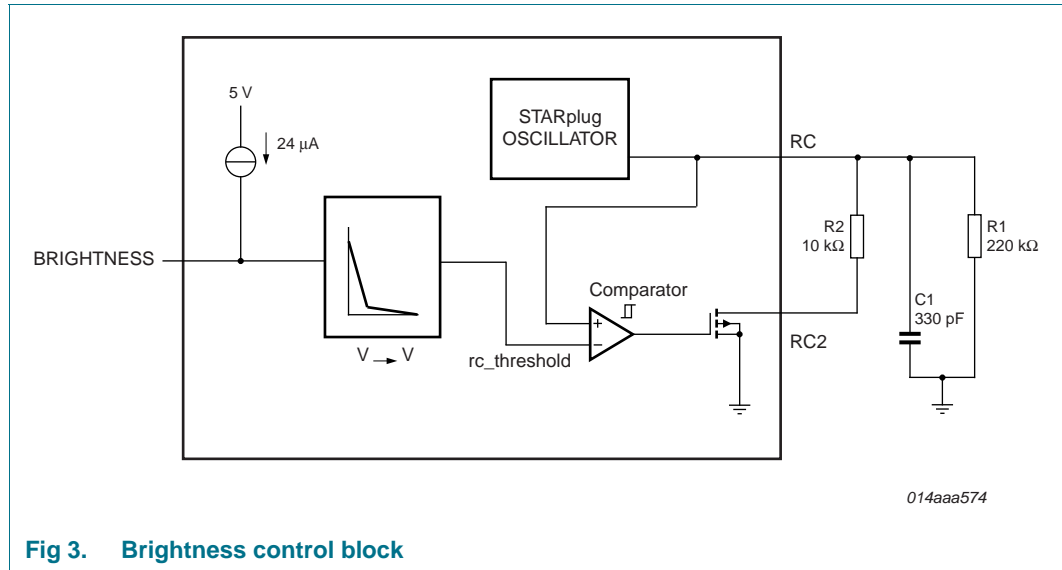 5 V
24 μA
STARplug
OSCILLATOR
RC
BRIGHTNESS
R2
10 kΩ
R1
220 kΩ
C1
330 pF
Comparator
+
−
V → V
rc_threshold
RC2
014aaa574
Fig 3. Brightness control block